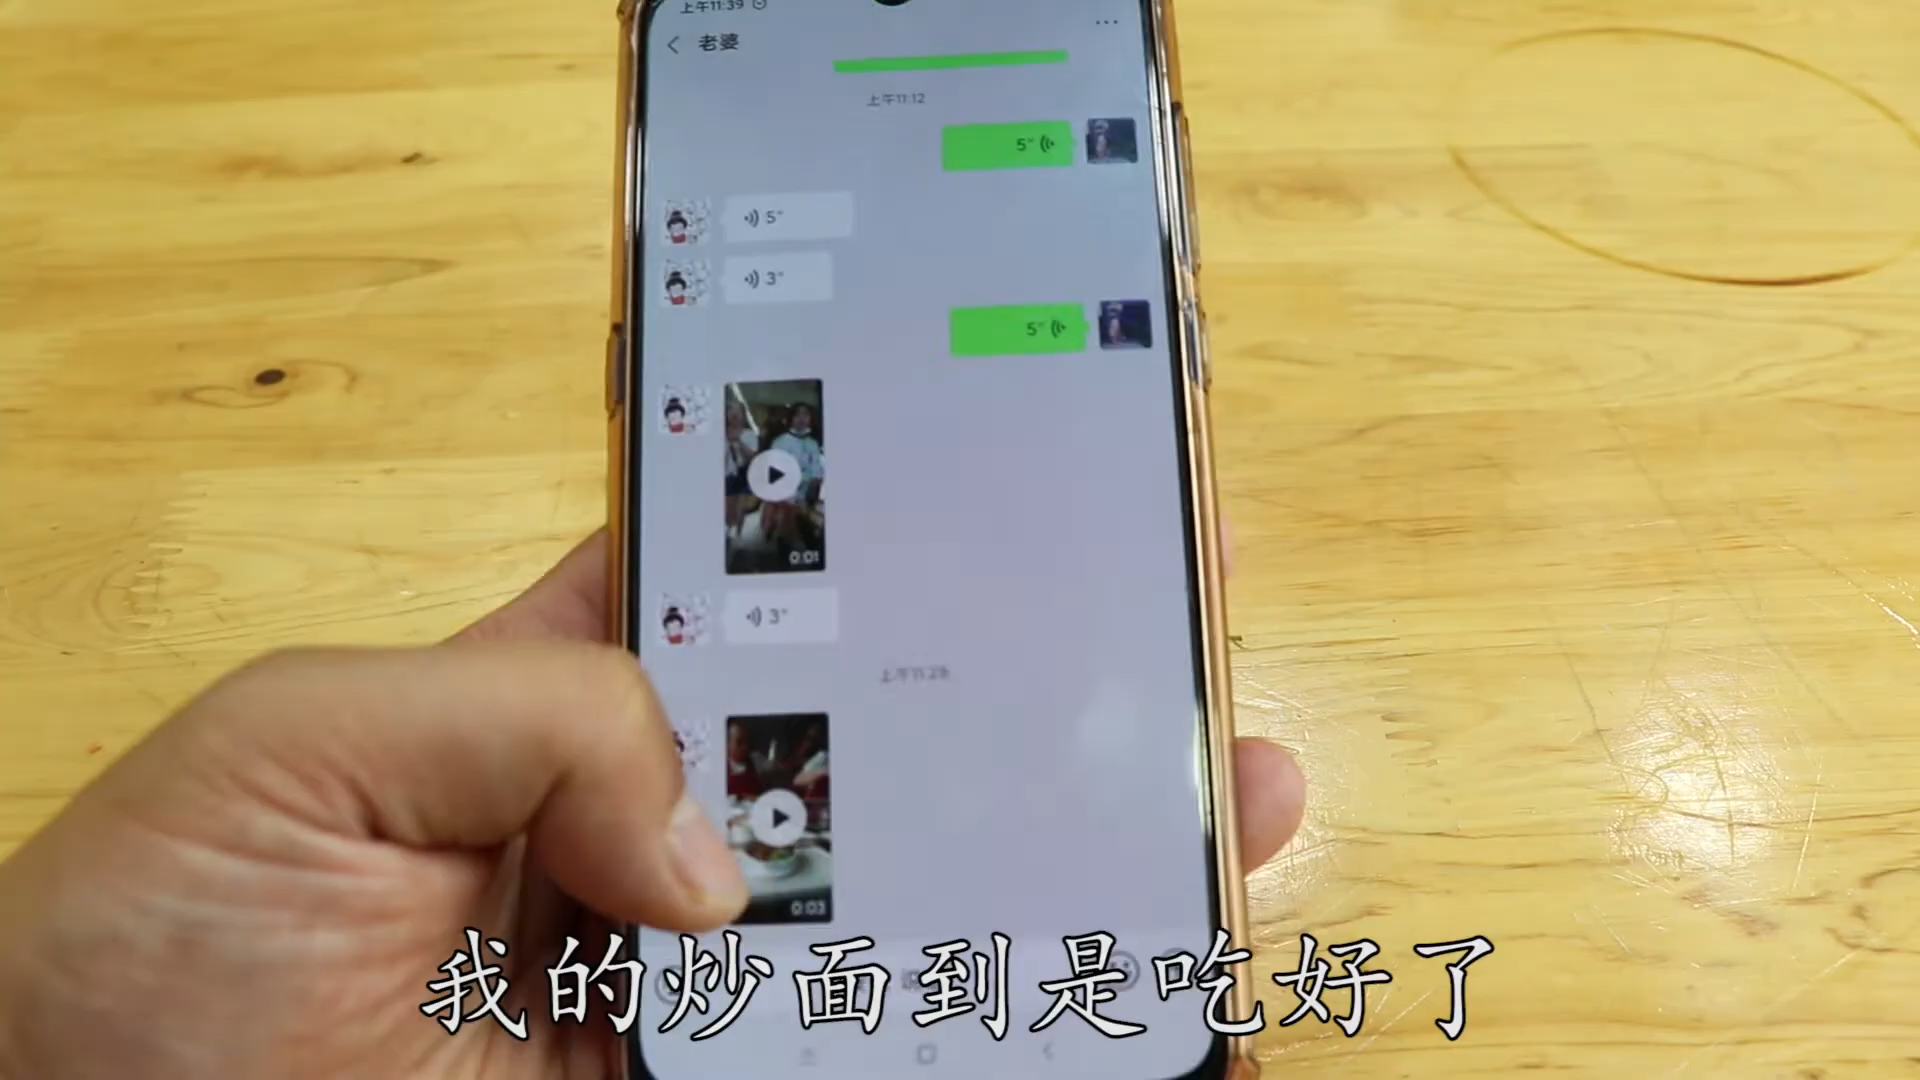 上午11:39
老婆
上午11:12
5"
5"
3"
5"
0:01
3"
上午11:28
0:03
我的炒面到是吃好了